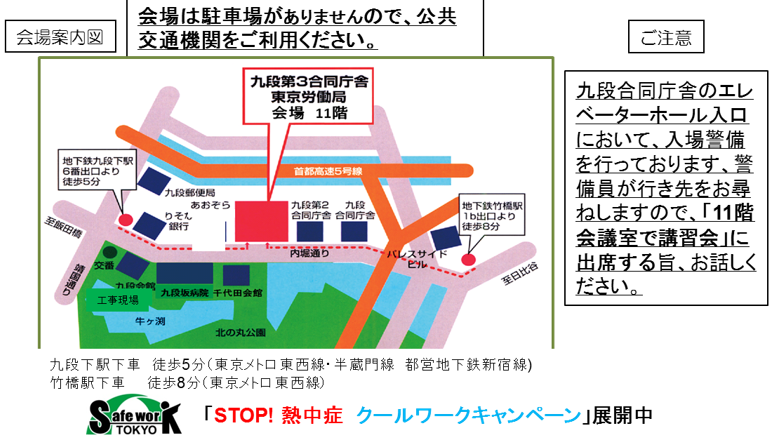 会場案内図
会場は駐車場がありませんので、公共
交通機関をご利用ください。
ご注意
九段第3合同庁舎
東京労働局
会場 11階
首都高速5号線
地下鉄九段下駅
6番出口より
徒歩5分
九段郵便局
りそな
銀行
あおぞら
九段第2
合同庁舎
九段
合同庁舎
地下鉄竹橋駅
1b出口より
徒歩8分
至飯田橋
靖国通り
内堀通り
パレスサイド
ビル
至日比谷
交番
九段会館
九段坂病院
千代田会館
工事現場
牛ヶ渕
北の丸公園
九段合同庁舎のエレ
ベーターホール入口
において、入場警備
を行っております、警
備員が行き先をお尋
ねしますので、「11階
会議室で講習会」に
出席する旨、お話しく
ださい。
九段下駅下車 徒歩5分(東京メトロ東西線・半蔵門線 都営地下鉄新宿線)
竹橋駅下車 徒歩8分(東京メトロ東西線)
Safe work
TOKYO
「STOP! 熱中症 クールワークキャンペーン」展開中